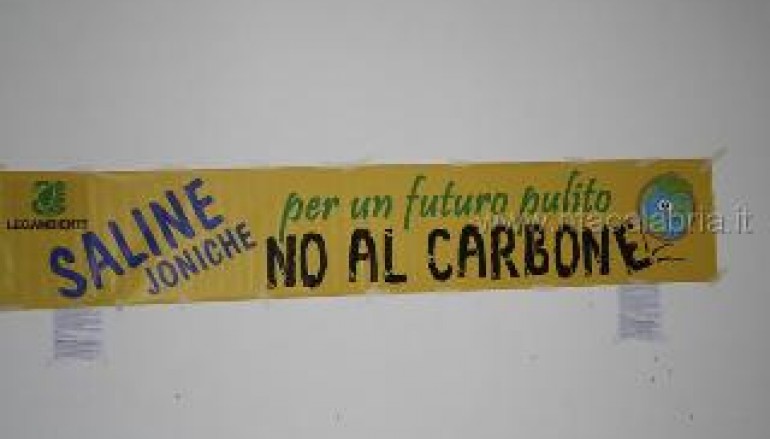 LEGAMBIENTE
SALINE
JONICHE
per un futuro pulito
NO AL CARBONE